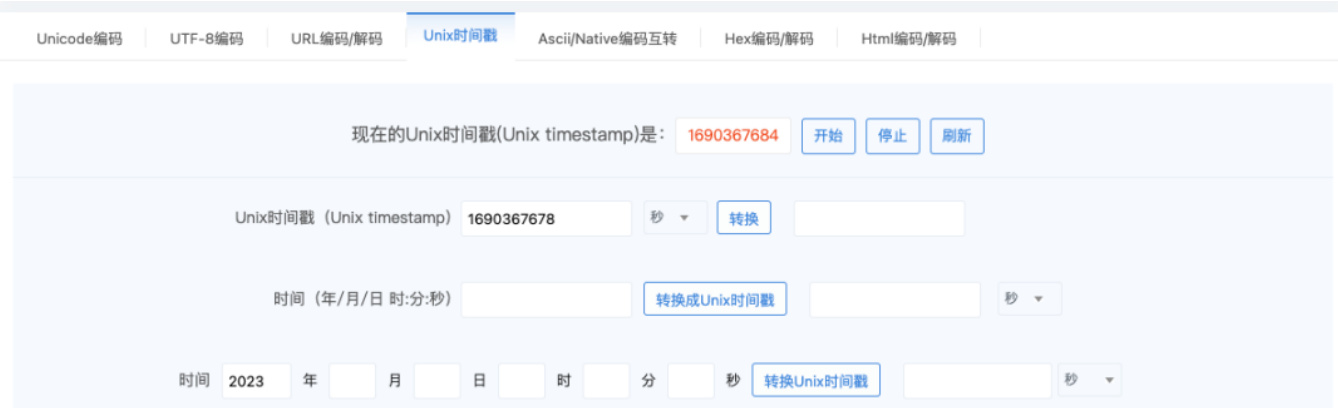 Unicode编码 UTF-8编码 URL编码/解码 Unix时间戳 Ascii/Native编码互转 Hex编码/解码 Html编码/解码
现在的Unix时间戳(Unix timestamp)是： 1690367684 开始 停止 刷新
Unix时间戳（Unix timestamp） 1690367678 秒 转换
时间（年/月/日 时:分:秒） 转换成Unix时间戳 秒
时间 2023 年 月 日 时 分 秒 转换Unix时间戳 秒